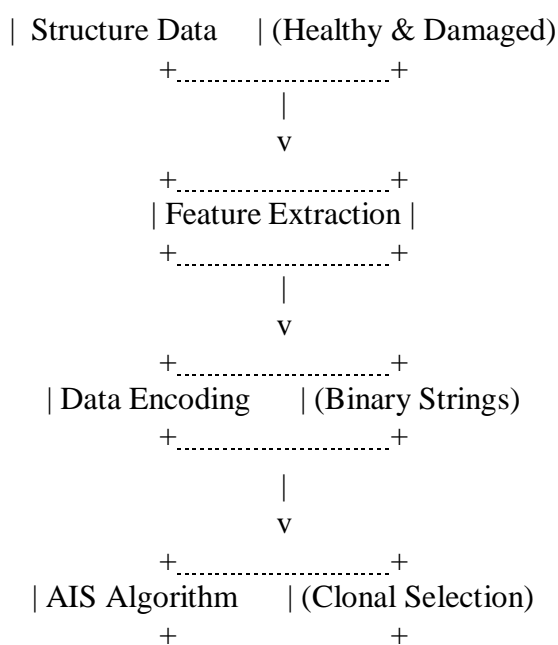 | Structure Data | (Healthy & Damaged)
+-----------------------+
|
v
+-----------------------+
| Feature Extraction |
+-----------------------+
|
v
+-----------------------+
| Data Encoding | (Binary Strings)
+-----------------------+
|
v
+-----------------------+
| AIS Algorithm | (Clonal Selection)
+ +